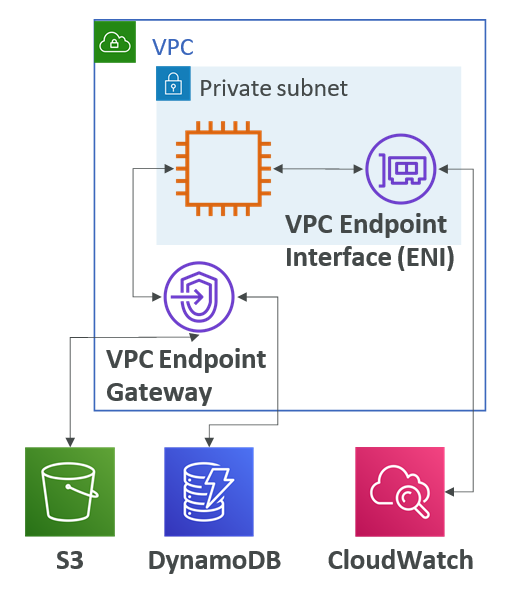 VPC
Private subnet
VPC Endpoint
Interface (ENI)
VPC Endpoint
Gateway
S3
DynamoDB
CloudWatch